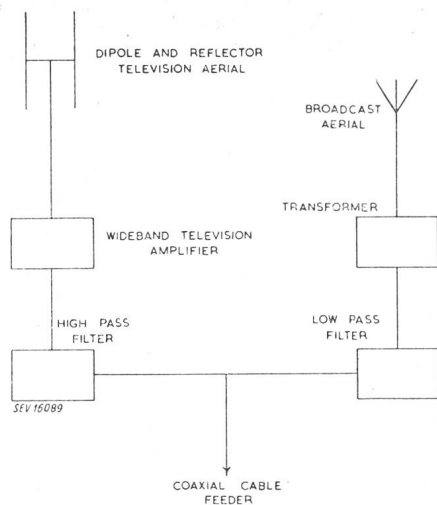 DIPOLE AND REFLECTOR
TELEVISION AERIAL
BROADCAST
AERIAL
TRANSFORMER
WIDEBAND TELEVISION
AMPLIFIER
HIGH PASS
FILTER
LOW PASS
FILTER
SEV 16089
COAXIAL CABLE
FEEDER